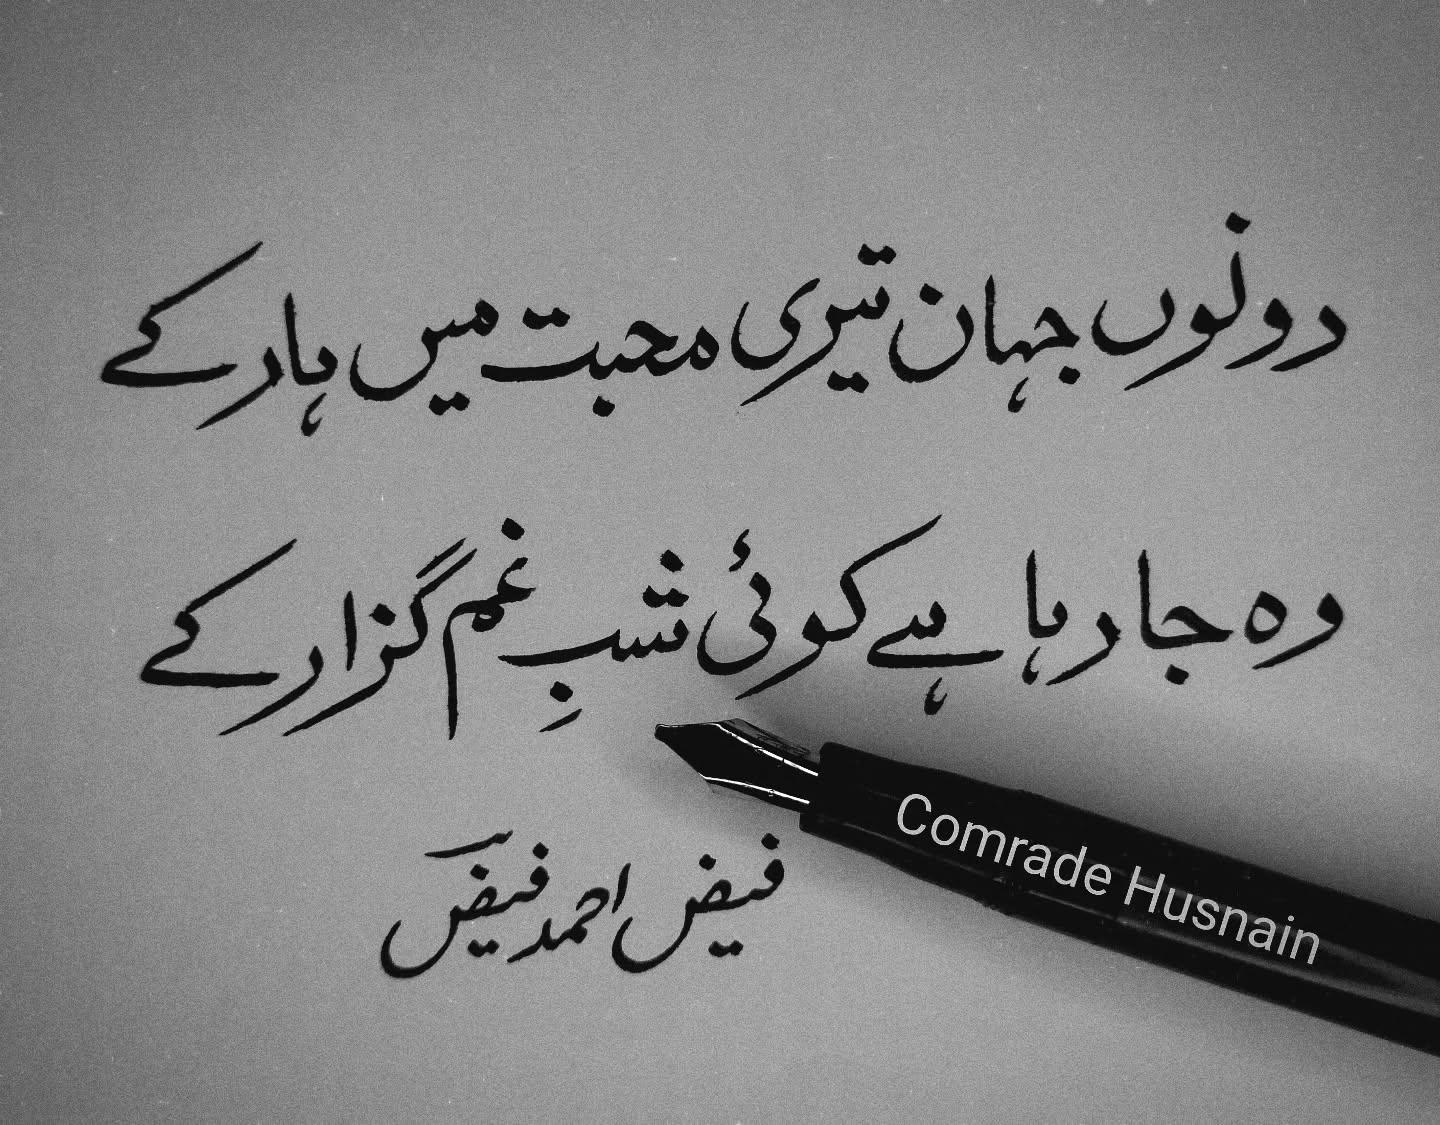 دونوں جہان تیری محبت میں ہار کے
وہ جا رہا ہے کوئی شبِ غم گزار کے
فیض احمد فیضؔ
Comrade Husnain